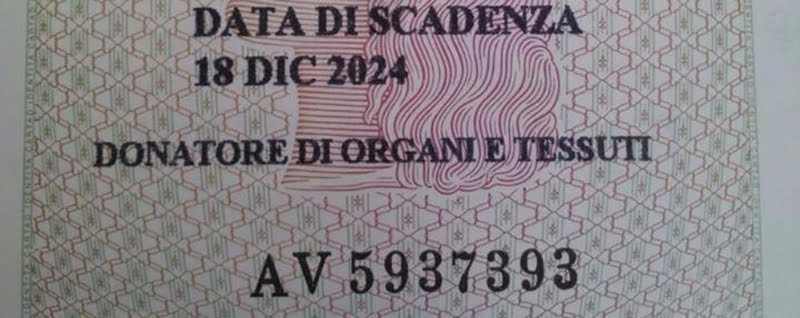 DATA DI SCADENZA
18 DIC 2024
DONATORE DI ORGANI E TESSUTI
AV 5937393